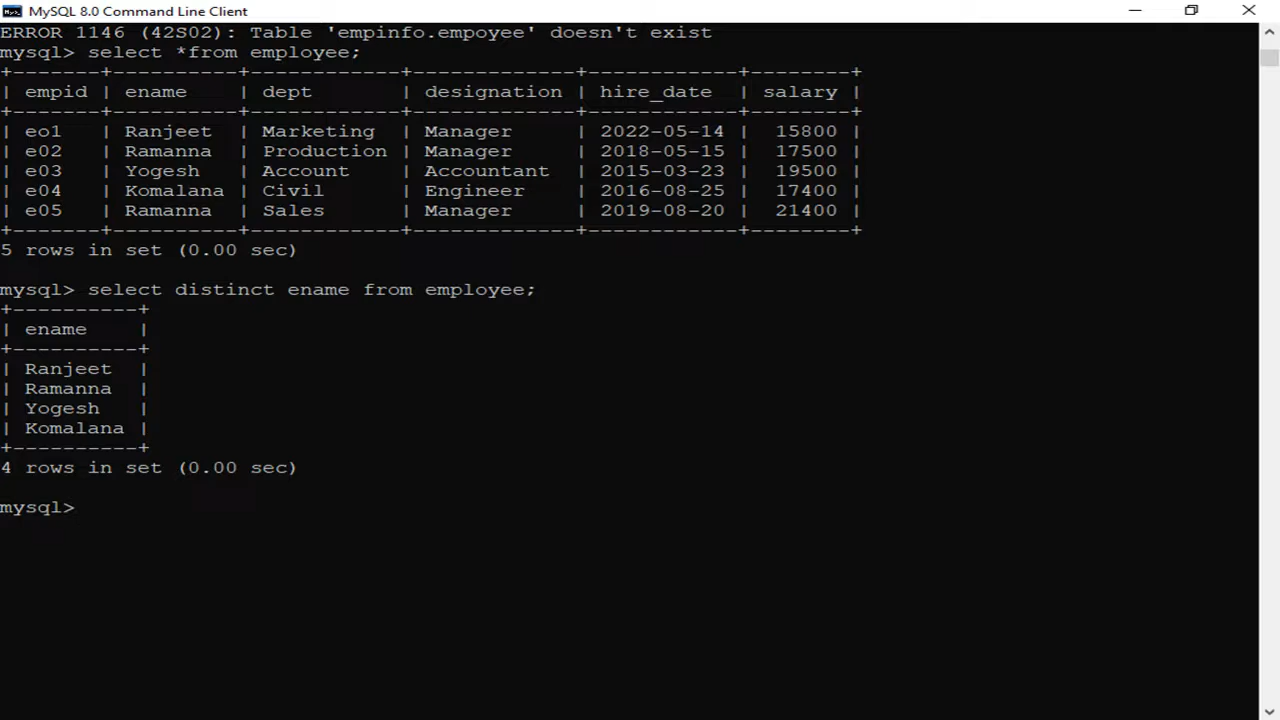 MySQL 8.0 Command Line Client
ERROR 1146 (42S02): Table 'empinfo.empoyee' doesn't exist
mysql> select *from employee;
+-------+----------+------------+-------------+------------+--------+
| empid | ename    | dept       | designation | hire_date  | salary |
+-------+----------+------------+-------------+------------+--------+
| eo1   | Ranjeet  | Marketing  | Manager     | 2022-05-14 |  15800 |
| e02   | Ramanna  | Production | Manager     | 2018-05-15 |  17500 |
| e03   | Yogesh   | Account    | Accountant  | 2015-03-23 |  19500 |
| e04   | Komalana | Civil      | Engineer    | 2016-08-25 |  17400 |
| e05   | Ramanna  | Sales      | Manager     | 2019-08-20 |  21400 |
+-------+----------+------------+-------------+------------+--------+
5 rows in set (0.00 sec)
mysql> select distinct ename from employee;
+----------+
| ename    |
+----------+
| Ranjeet  |
| Ramanna  |
| Yogesh   |
| Komalana |
+----------+
4 rows in set (0.00 sec)
mysql>